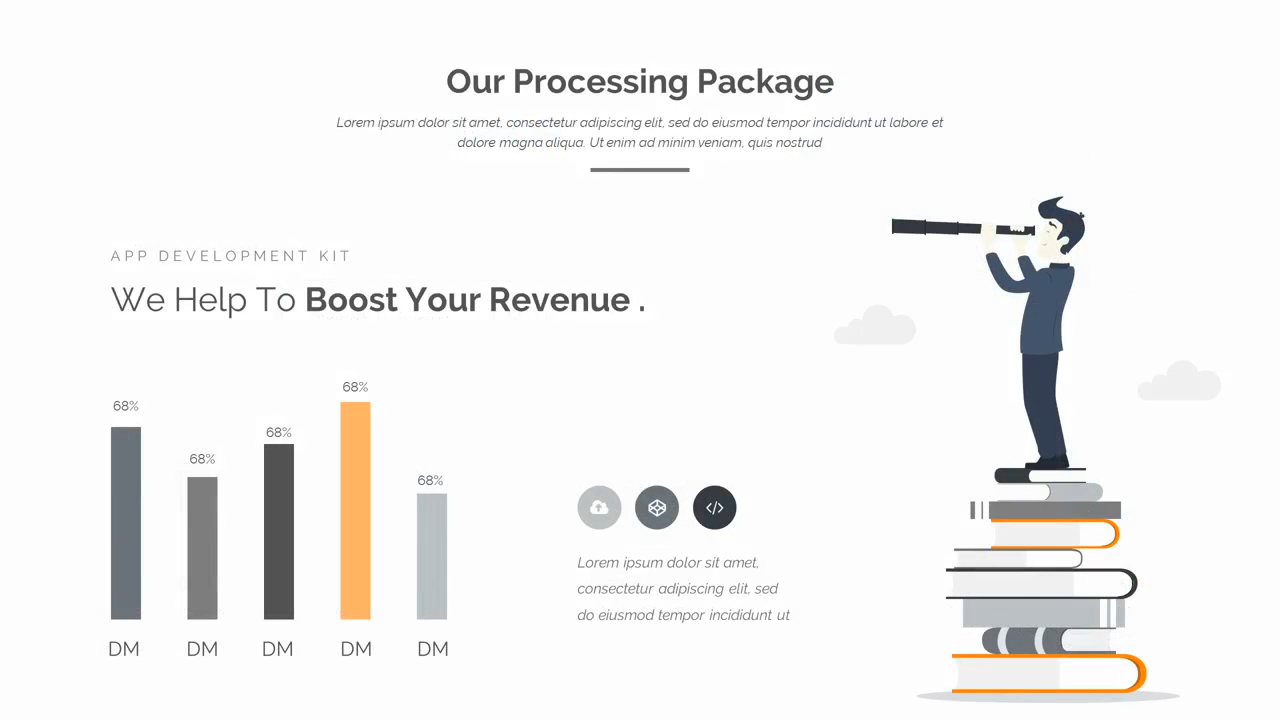 Our Processing Package
Lorem ipsum dolor sit amet, consectetur adipiscing elit, sed do eiusmod tempor incididunt ut labore et
dolore magna aliqua. Ut enim ad minim veniam, quis nostrud
APP DEVELOPMENT KIT
We Help To Boost Your Revenue .
68%
68%
68%
68%
68%
DM
DM
DM
DM
DM
Lorem ipsum dolor sit amet,
consectetur adipiscing elit, sed
do eiusmod tempor incididunt ut